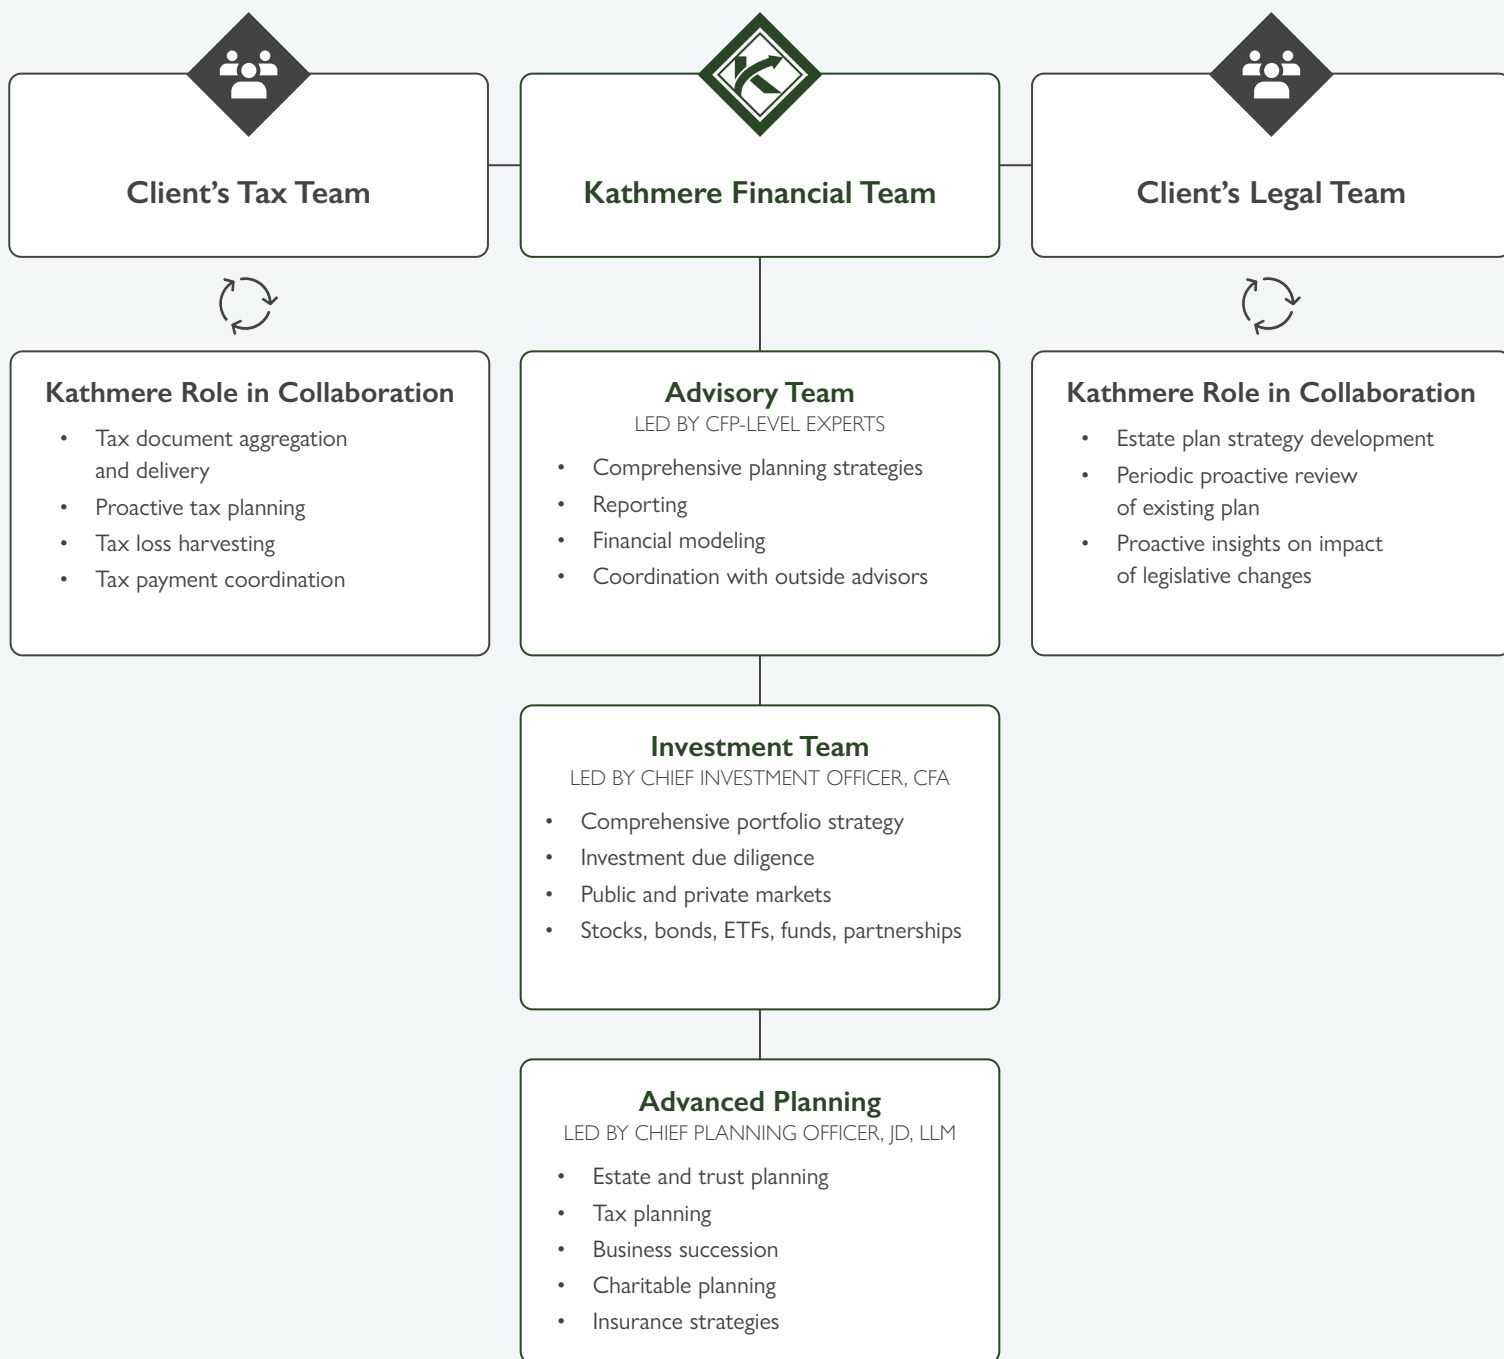 Client’s Tax Team
Kathmere Financial Team
Client’s Legal Team
Kathmere Role in Collaboration
• Tax document aggregation
and delivery
• Proactive tax planning
• Tax loss harvesting
• Tax payment coordination
Advisory Team
LED BY CFP-LEVEL EXPERTS
• Comprehensive planning strategies
• Reporting
• Financial modeling
• Coordination with outside advisors
Kathmere Role in Collaboration
• Estate plan strategy development
• Periodic proactive review
of existing plan
• Proactive insights on impact
of legislative changes
Investment Team
LED BY CHIEF INVESTMENT OFFICER, CFA
• Comprehensive portfolio strategy
• Investment due diligence
• Public and private markets
• Stocks, bonds, ETFs, funds, partnerships
Advanced Planning
LED BY CHIEF PLANNING OFFICER, JD, LLM
• Estate and trust planning
• Tax planning
• Business succession
• Charitable planning
• Insurance strategies